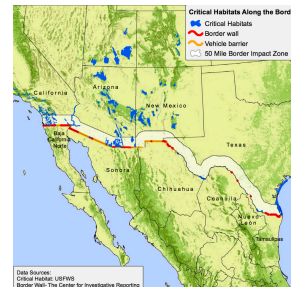 Critical Habitats Along the Bord
Critical Habitats
Border wall
Vehicle barrier
50 Mile Border Impact Zone
California
Arizona
New Mexico
Texas
Baja
California
Norte
Sonora
Chihuahua
Coahuila
Nuevo
León
Tamaulipas
Data Sources:
Critical Habitat: USFWS
Border Wall- The Center for Investigative Reporting